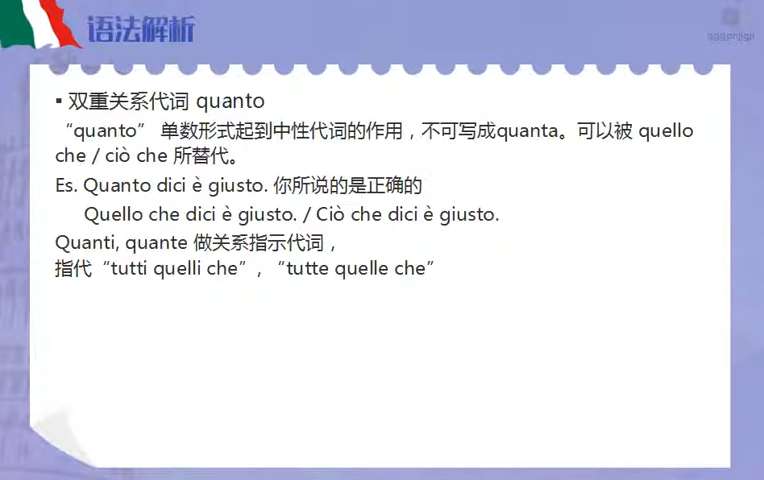 语法解析
▪ 双重关系代词 quanto
“quanto” 单数形式起到中性代词的作用，不可写成quanta。可以被 quello
che / ciò che 所替代。
Es. Quanto dici è giusto. 你所说的是正确的
Quello che dici è giusto. / Ciò che dici è giusto.
Quanti, quante 做关系指示代词，
指代“tutti quelli che”，“tutte quelle che”